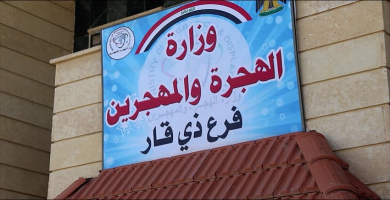 وزارة
الهجرة والمهجرين
فرع ذي قار